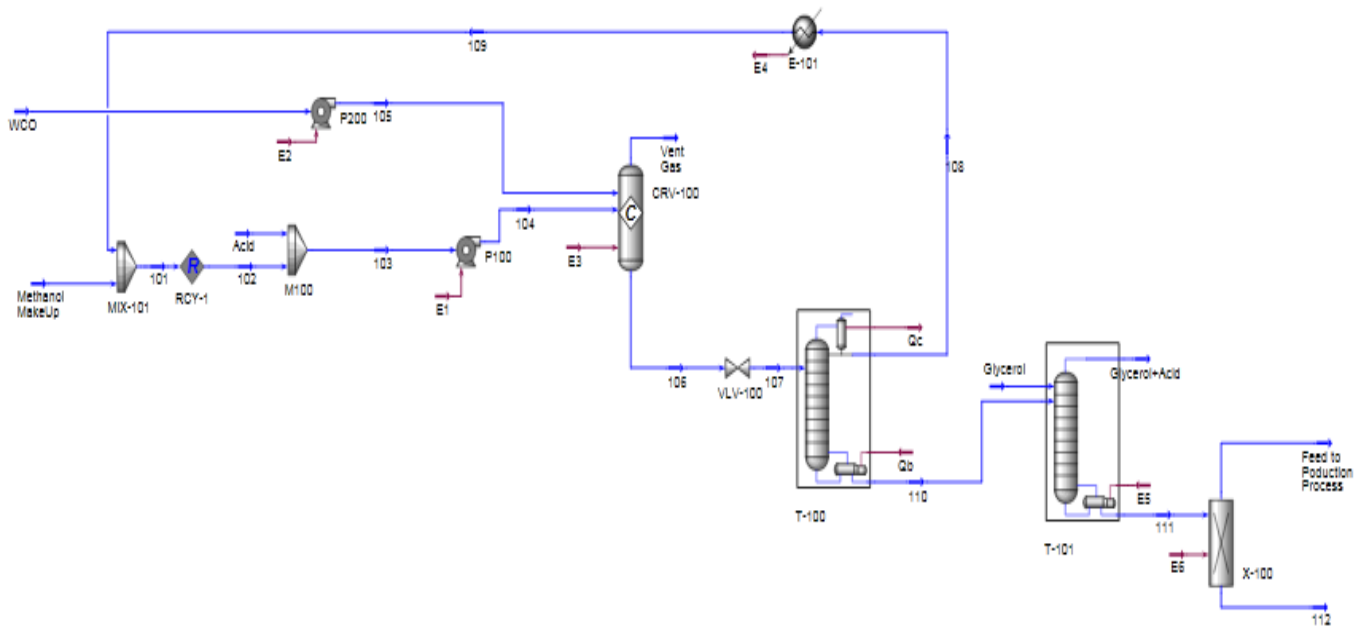 109
E4
E-101
WCO
P200
105
E2
Vent
Gas
108
CRV-100
C
104
Acid
103
P100
E3
101
R
102
M100
Methanol
MakeUp
MIX-101
RCY-1
E1
Qc
106
VLV-100
107
Glycerol
Glycerol+Acid
Qb
110
Feed to
Poduction
Process
T-100
E5
111
T-101
E6
X-100
112